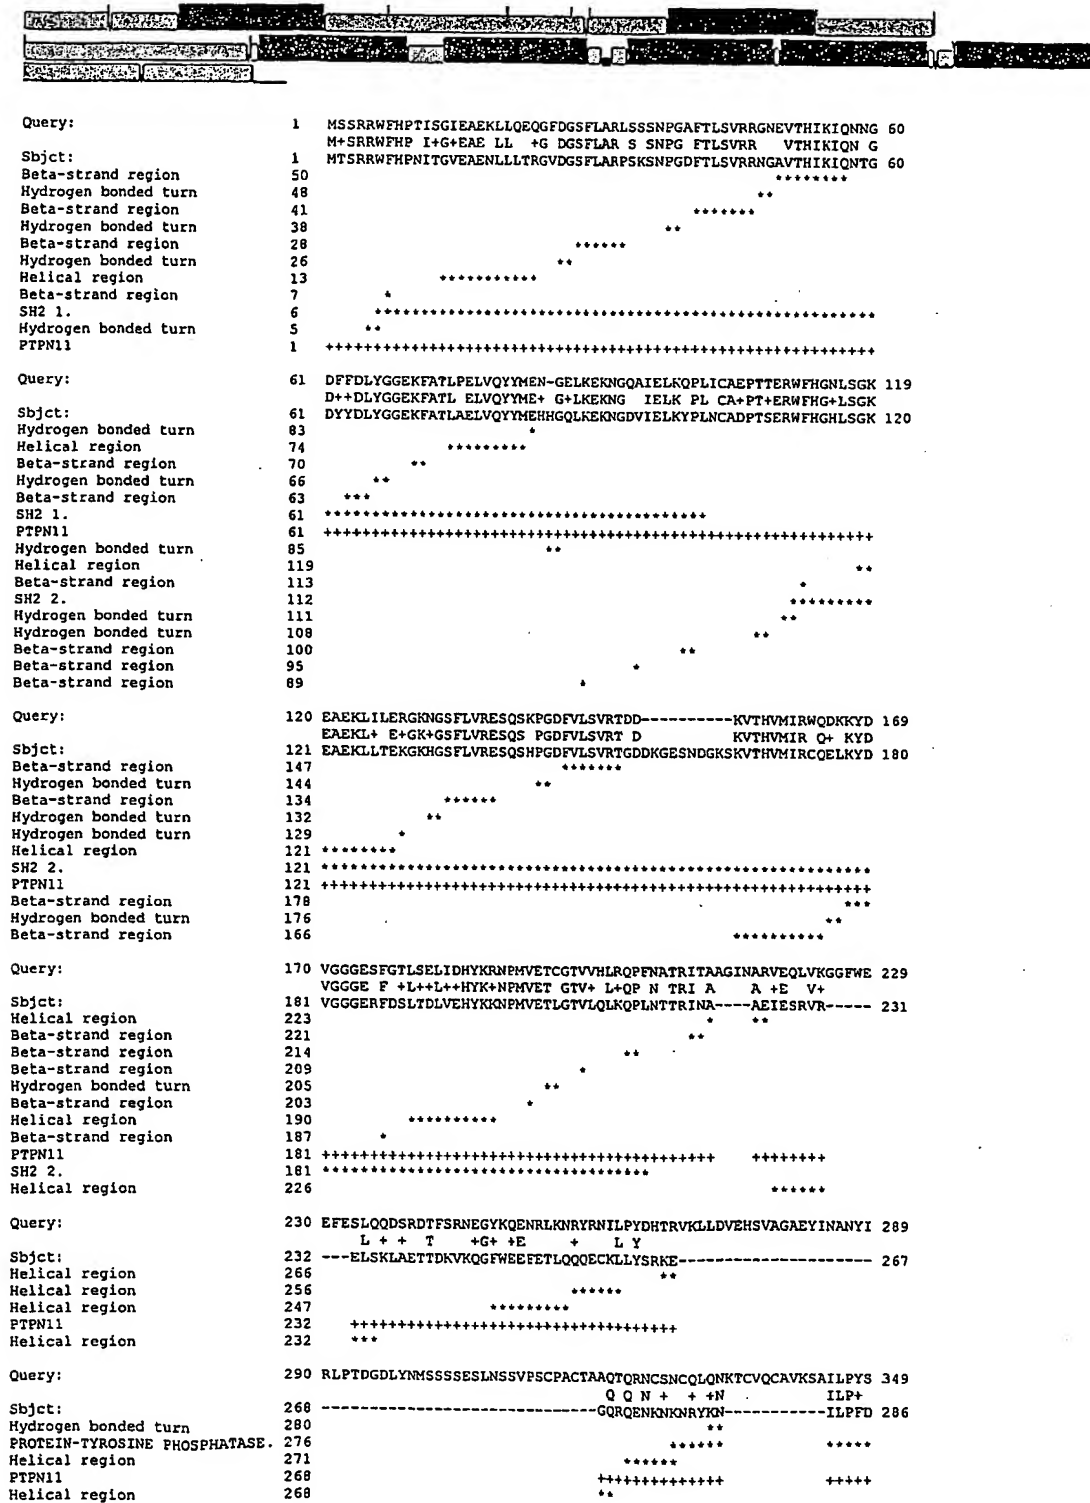 Query: 1 MSSRRWFHPTISGIEAEKLLQEQGFDGSFLARLSSSNPGAFTLSVRRGNEVTHIKIQNNG 60
M+SRRWFHP I+G+EAE LL +G DGSFLAR S SNPG FTLSVRR VTHIKIQN G
Sbjct: 1 MTSRRWFHPNITGVEAENLLLTRGVDGSFLARPSKSNPGDFTLSVRRNGAVTHIKIQNTG 60
Beta-strand region 50 ********
Hydrogen bonded turn 48 **
Beta-strand region 41 *******
Hydrogen bonded turn 38 **
Beta-strand region 28 ******
Hydrogen bonded turn 26 **
Helical region 13 ***********
Beta-strand region 7 *
SH2 1. 6 *******************************************************
Hydrogen bonded turn 5 **
PTPN11 1 ++++++++++++++++++++++++++++++++++++++++++++++++++++++++++++
Query: 61 DFFDLYGGEKFATLPELVQYYMEN-GELKEKNGQAIELKQPLICAEPTTERWFHGNLSGK 119
D++DLYGGEKFATL ELVQYYME+ G+LKEKNG IELK PL CA+PT+ERWFHG+LSGK
Sbjct: 61 DYYDLYGGEKFATLAELVQYYMEHHGQLKEKNGDVIELKYPLNCADPTSERWFHGHLSGK 120
Hydrogen bonded turn 83 *
Helical region 74 *********
Beta-strand region 70 **
Hydrogen bonded turn 66 **
Beta-strand region 63 ***
SH2 1. 61 ******************************************
PTPN11 61 ++++++++++++++++++++++++++++++++++++++++++++++++++++++++++++
Hydrogen bonded turn 85 **
Helical region 119 **
Beta-strand region 113 *
SH2 2. 112 *********
Hydrogen bonded turn 111 **
Hydrogen bonded turn 108 **
Beta-strand region 100 **
Beta-strand region 95 *
Beta-strand region 89 *
Query: 120 EAEKLILERGKNGSFLVRESQSKPGDFVLSVRTDD----------KVTHVMIRWQDKKYD 169
EAEKL+ E+GK+GSFLVRESQS PGDFVLSVRT D KVTHVMIR Q+ KYD
Sbjct: 121 EAEKLLTEKGKHGSFLVRESQSHPGDFVLSVRTGDDKGESNDGKSKVTHVMIRCQELKYD 180
Beta-strand region 147 *******
Hydrogen bonded turn 144 **
Beta-strand region 134 ******
Hydrogen bonded turn 132 **
Hydrogen bonded turn 129 *
Helical region 121 ********
SH2 2. 121 ************************************************************
PTPN11 121 ++++++++++++++++++++++++++++++++++++++++++++++++++++++++++++
Beta-strand region 178 ***
Hydrogen bonded turn 176 **
Beta-strand region 166 **********
Query: 170 VGGGESFGTLSELIDHYKRNPMVETCGTVVHLRQPFNATRITAAGINARVEQLVKGGFWE 229
VGGGE F +L++L++HYK+NPMVET GTV+ L+QP N TRI A A +E V+
Sbjct: 181 VGGGERFDSLTDLVEHYKKNPMVETLGTVLQLKQPLNTTRINA----AEIESRVR----- 231
Helical region 223 * **
Beta-strand region 221 **
Beta-strand region 214 **
Beta-strand region 209 *
Hydrogen bonded turn 205 **
Beta-strand region 203 *
Helical region 190 **********
Beta-strand region 187 *
PTPN11 181 +++++++++++++++++++++++++++++++++++++++++++ ++++++++
SH2 2. 181 ************************************
Helical region 226 ******
Query: 230 EFESLQQDSRDTFSRNEGYKQENRLKNRYRNILPYDHTRVKLLDVEHSVAGAEYINANYI 289
L + + T +G+ +E + L Y
Sbjct: 232 ---ELSKLAETTDKVKQGFWEEFETLQQQECKLLYSRKE--------------------- 267
Helical region 266 **
Helical region 256 ******
Helical region 247 *********
PTPN11 232 ++++++++++++++++++++++++++++++++++++
Helical region 232 ***
Query: 290 RLPTDGDLYNMSSSSESLNSSVPSCPACTAAQTQRNCSNCQLQNKTCVQCAVKSAILPYS 349
Q Q N + + +N ILP+
Sbjct: 268 ------------------------------GQRQENKNKNRYKN------------ILPFD 286
Hydrogen bonded turn 280 **
PROTEIN-TYROSINE PHOSPHATASE. 276 ****** *****
Helical region 271 ******
PTPN11 268 ++++++++++++++ +++++
Helical region 268 **